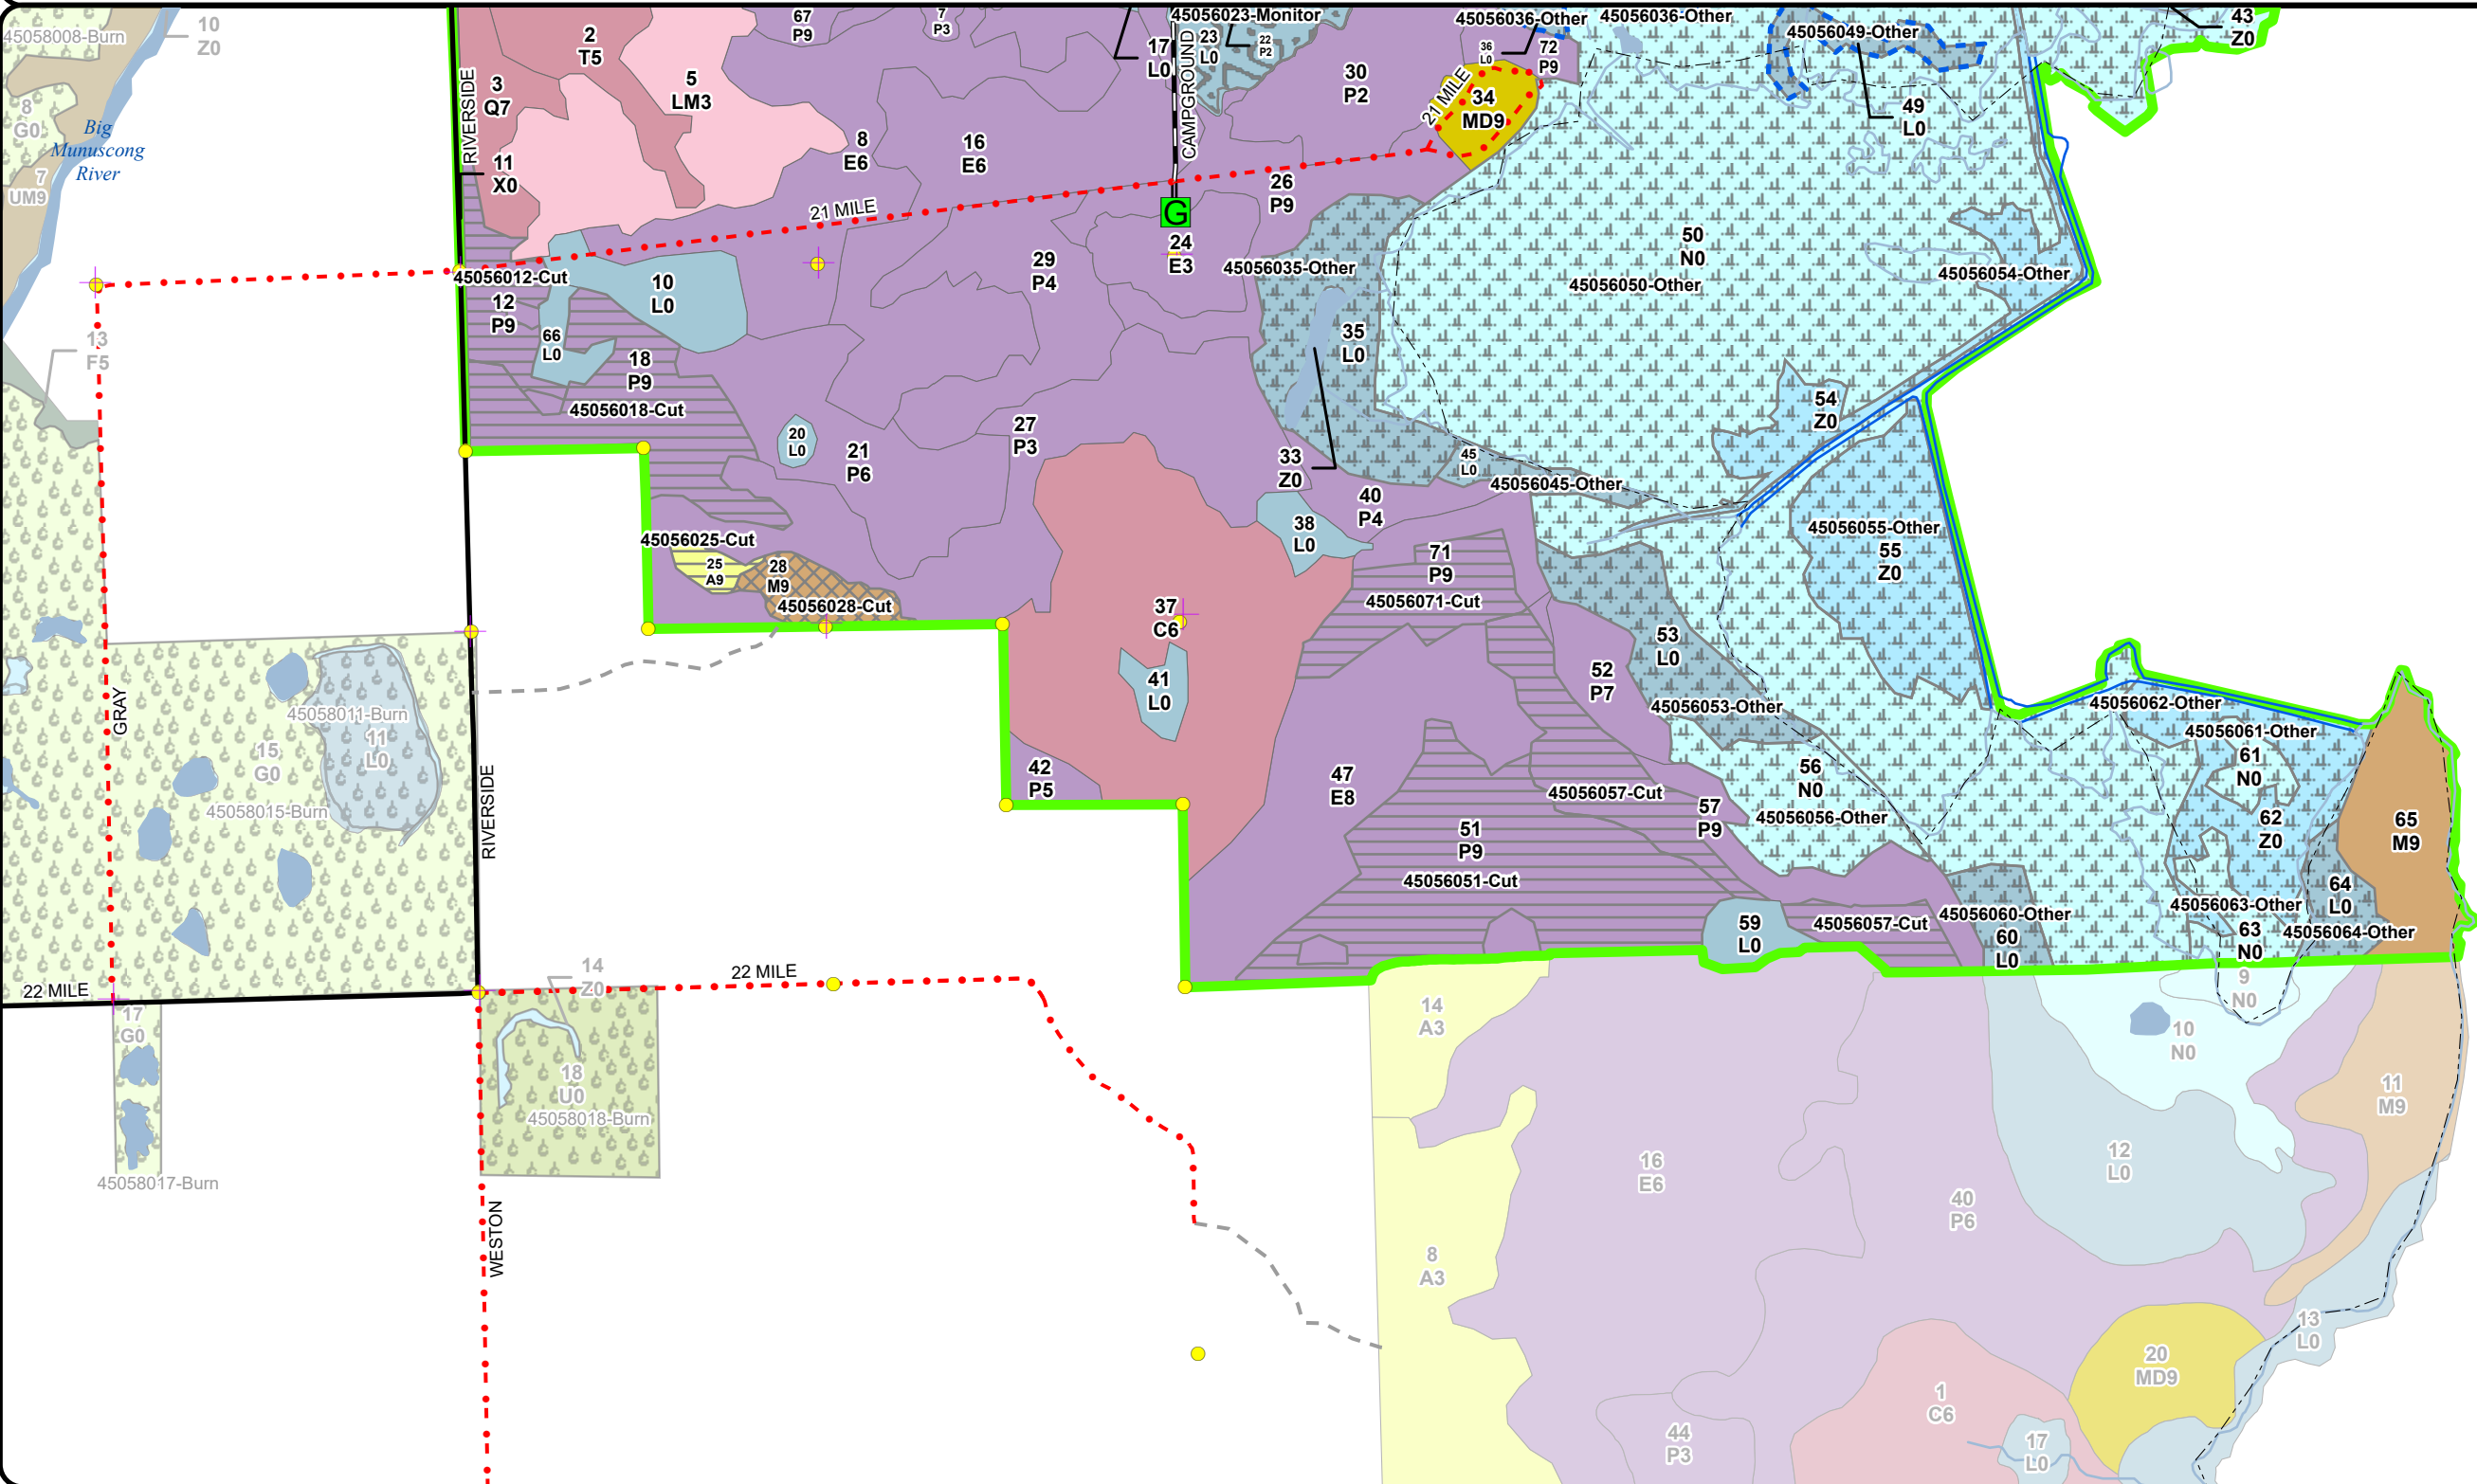 45058008-Burn
10
Z0
8
G0
Big
Munuscong
River
7
UM9
13
F5
RIVERSIDE
3
Q7
2
T5
5
LM3
11
X0
67
P9
7
P3
8
E6
16
E6
17
L0
CAMPGROUND
45056023-Monitor
23
L0
22
P2
30
P2
45056036-Other
36
L0
72
P9
45056036-Other
45056049-Other
43
Z0
21 MILE
34
MD9
49
L0
21 MILE
26
P9
G
24
E3
29
P4
45056035-Other
35
L0
50
N0
45056050-Other
45056054-Other
45056012-Cut
12
P9
10
L0
66
L0
18
P9
45056018-Cut
20
L0
21
P6
27
P3
33
Z0
45
L0
45056045-Other
54
Z0
40
P4
38
L0
45056025-Cut
25
A9
28
M9
45056028-Cut
71
P9
45056071-Cut
45056055-Other
55
Z0
37
C6
41
L0
53
L0
52
P7
45056053-Other
42
P5
47
E8
45056057-Cut
57
P9
51
P9
45056051-Cut
56
N0
45056056-Other
45056062-Other
45056061-Other
61
N0
62
Z0
65
M9
64
L0
45056063-Other
63
N0
45056064-Other
59
L0
45056057-Cut
45056060-Other
60
L0
GRAY
45058011-Burn
11
L0
15
G0
45058015-Burn
RIVERSIDE
22 MILE
22 MILE
14
Z0
17
G0
18
U0
45058018-Burn
45058017-Burn
WESTON
14
A3
9
N0
10
N0
11
M9
16
E6
12
L0
40
P6
8
A3
13
L0
20
MD9
1
C6
44
P3
17
L0